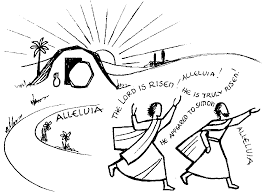 THE LORD IS RISEN! ALLELUIA!
HE IS TRULY RISEN!
HE APPEARED TO SIMON
ALLELUIA
ALLELUIA